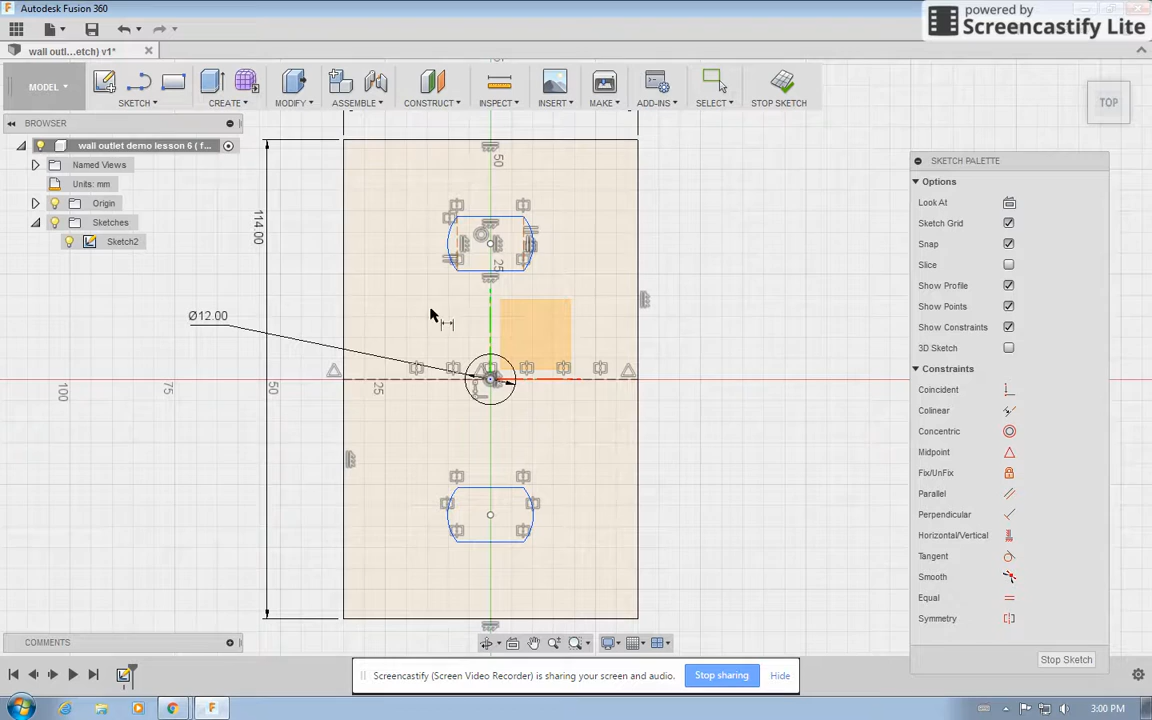 Autodesk Fusion 360
powered by
Screencastify Lite
wall outl...etch) v1*
MODEL
SKETCH
CREATE
MODIFY
ASSEMBLE
CONSTRUCT
INSPECT
INSERT
MAKE
ADD-INS
SELECT
STOP SKETCH
BROWSER
wall outlet demo lesson 6 ( f...
Named Views
Units: mm
Origin
Sketches
Sketch2
TOP
SKETCH PALETTE
Options
Look At
Sketch Grid
Snap
Slice
Show Profile
Show Points
Show Constraints
3D Sketch
Constraints
Coincident
Colinear
Concentric
Midpoint
Fix/UnFix
Parallel
Perpendicular
Horizontal/Vertical
Tangent
Smooth
Equal
Symmetry
Stop Sketch
50
25
114.00
Ø12.00
100
75
50
25
COMMENTS
Screencastify (Screen Video Recorder) is sharing your screen and audio.
Stop sharing
Hide
3:00 PM